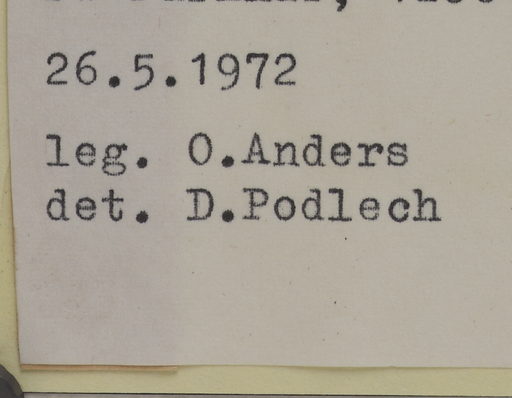 26.5.1972
leg. O.Anders
det. D.Podlech